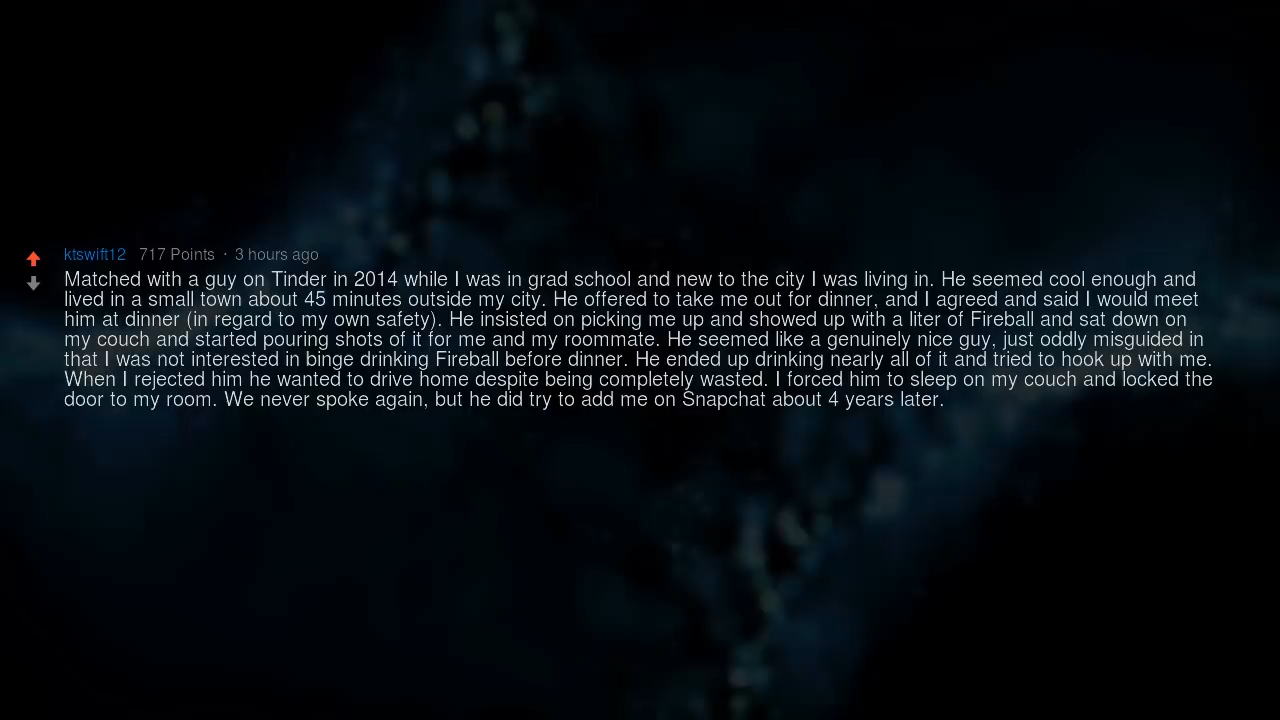 ktswift12 717 Points · 3 hours ago
Matched with a guy on Tinder in 2014 while I was in grad school and new to the city I was living in. He seemed cool enough and
lived in a small town about 45 minutes outside my city. He offered to take me out for dinner, and I agreed and said I would meet
him at dinner (in regard to my own safety). He insisted on picking me up and showed up with a liter of Fireball and sat down on
my couch and started pouring shots of it for me and my roommate. He seemed like a genuinely nice guy, just oddly misguided in
that I was not interested in binge drinking Fireball before dinner. He ended up drinking nearly all of it and tried to hook up with me.
When I rejected him he wanted to drive home despite being completely wasted. I forced him to sleep on my couch and locked the
door to my room. We never spoke again, but he did try to add me on Snapchat about 4 years later.